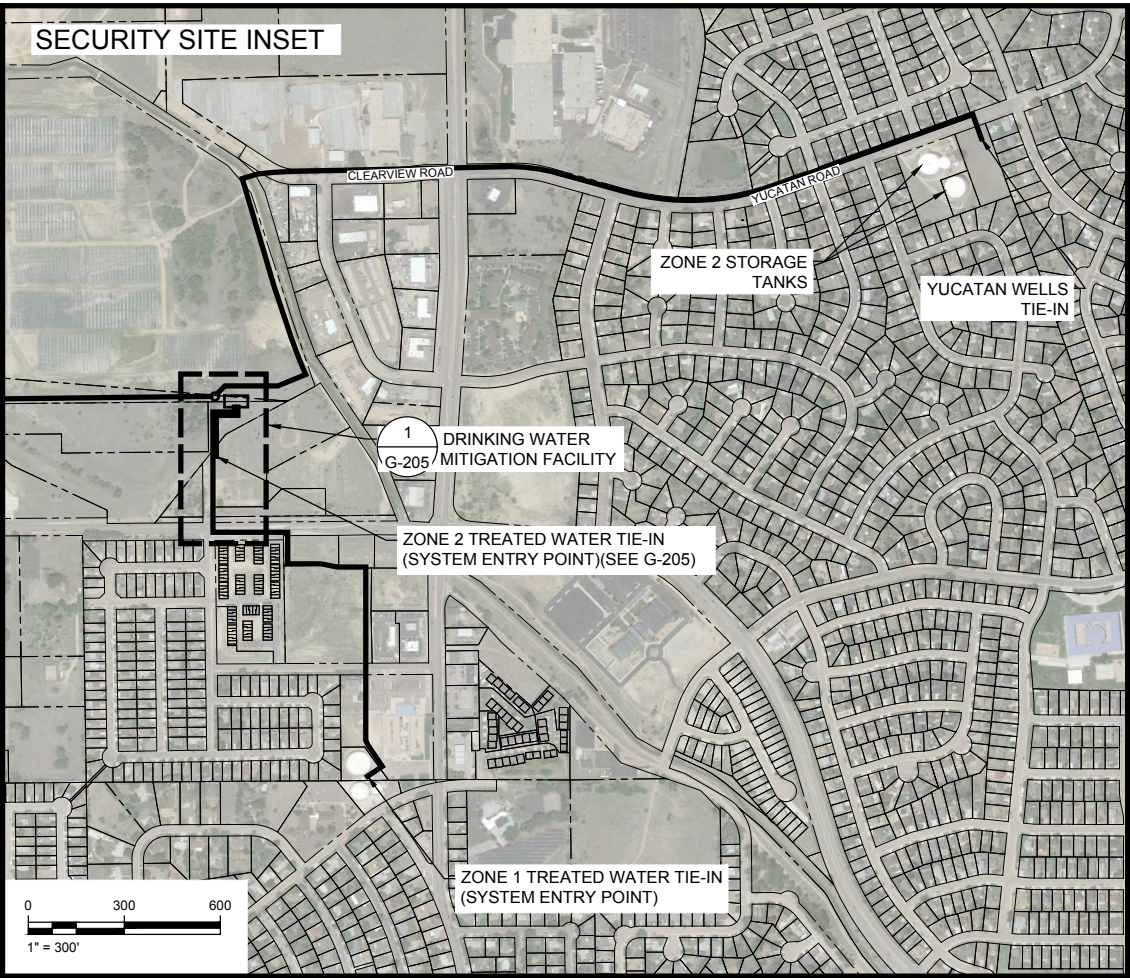 SECURITY SITE INSET
CLEARVIEW ROAD
YUCATAN ROAD
ZONE 2 STORAGE
TANKS
YUCATAN WELLS
TIE-IN
1
G-205
DRINKING WATER
MITIGATION FACILITY
ZONE 2 TREATED WATER TIE-IN
(SYSTEM ENTRY POINT)(SEE G-205)
ZONE 1 TREATED WATER TIE-IN
(SYSTEM ENTRY POINT)
0 300 600
1" = 300'